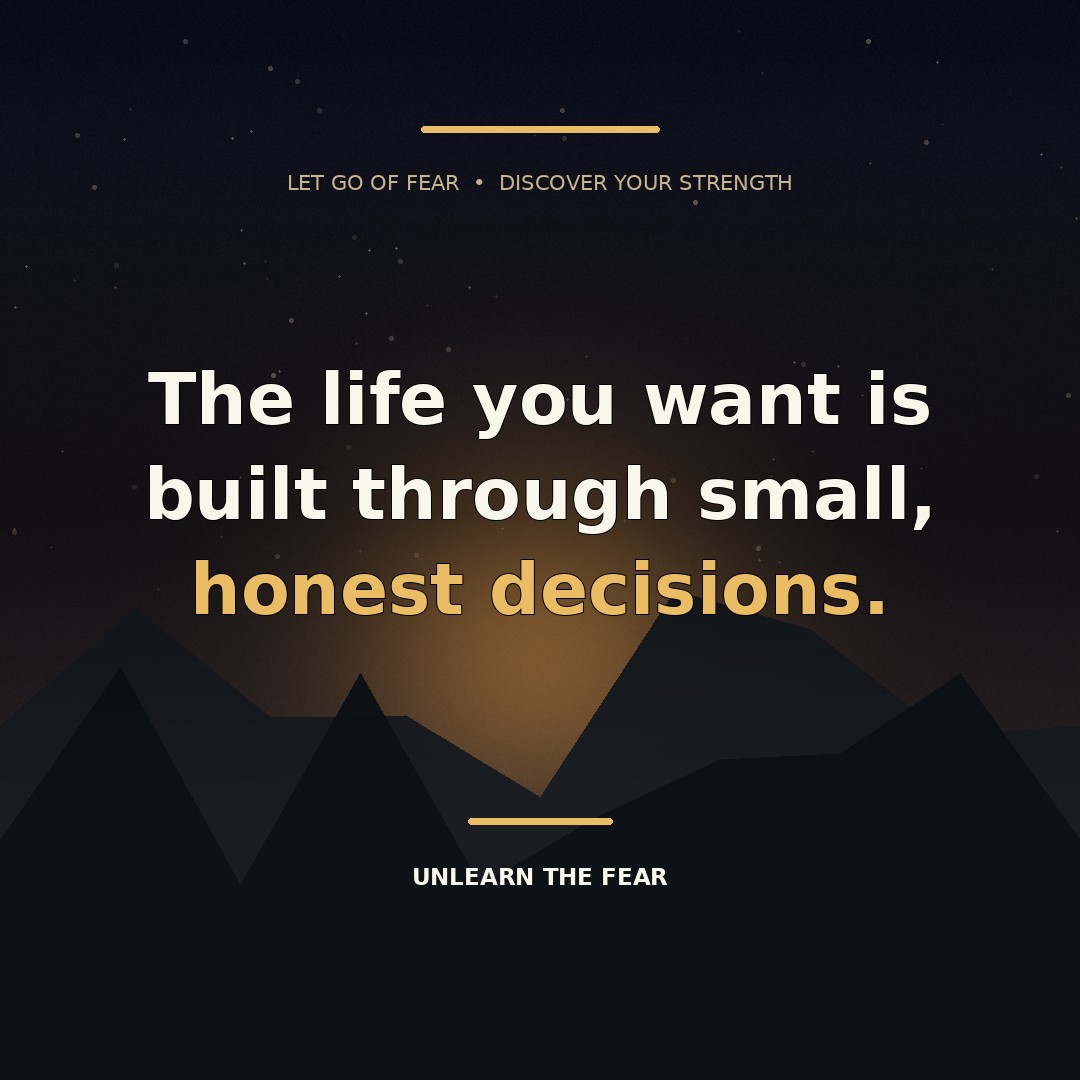 LET GO OF FEAR • DISCOVER YOUR STRENGTH
The life you want is
built through small,
honest decisions.
UNLEARN THE FEAR